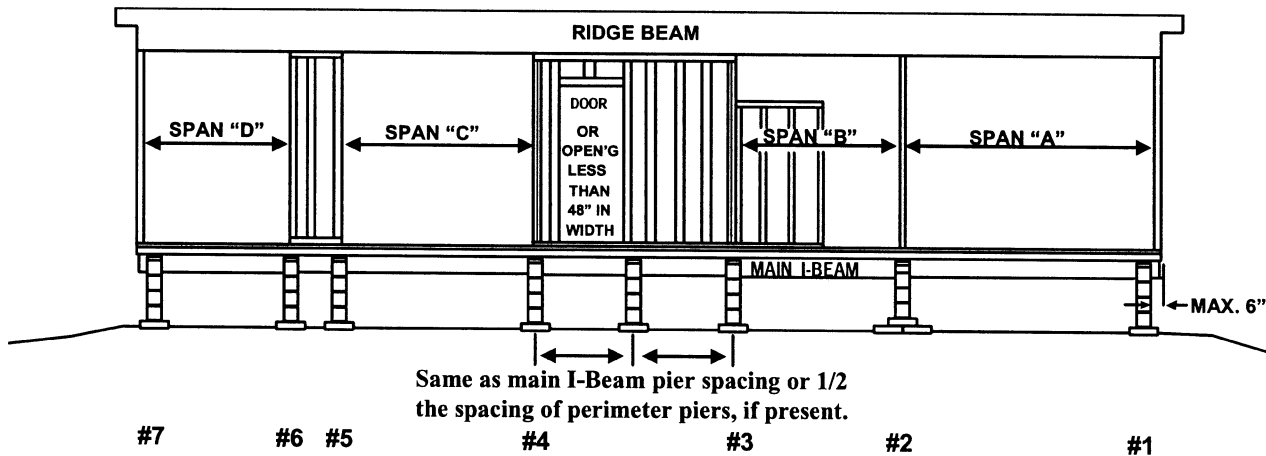 RIDGE BEAM
SPAN “D”
SPAN “C”
DOOR
OR
OPEN'G
LESS
THAN
48” IN
WIDTH
SPAN “B”
SPAN “A”
MAIN I-BEAM
MAX. 6”
Same as main I-Beam pier spacing or 1/2
the spacing of perimeter piers, if present.
#7
#6
#5
#4
#3
#2
#1